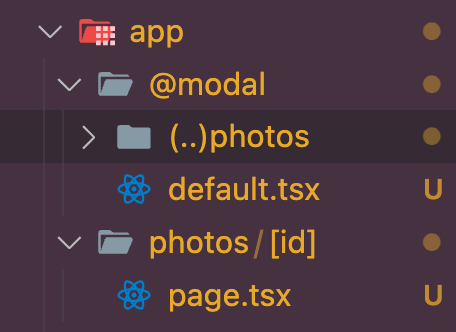 app
@modal
(..)photos
default.tsx U
photos/[id]
page.tsx U